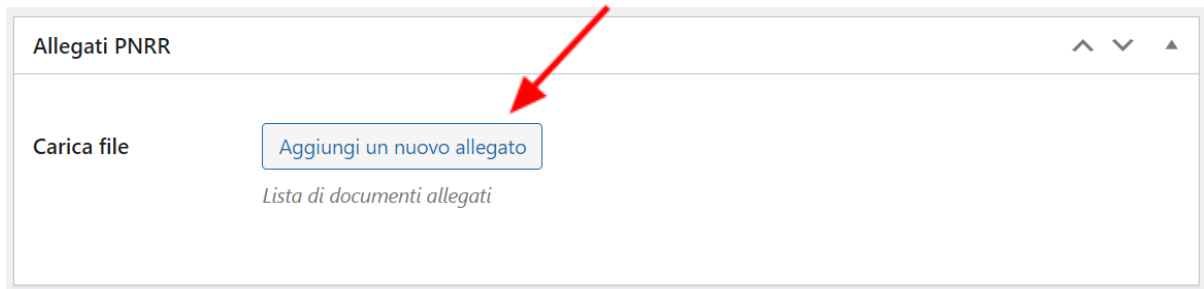 Allegati PNRR
Carica file
Aggiungi un nuovo allegato
Lista di documenti allegati